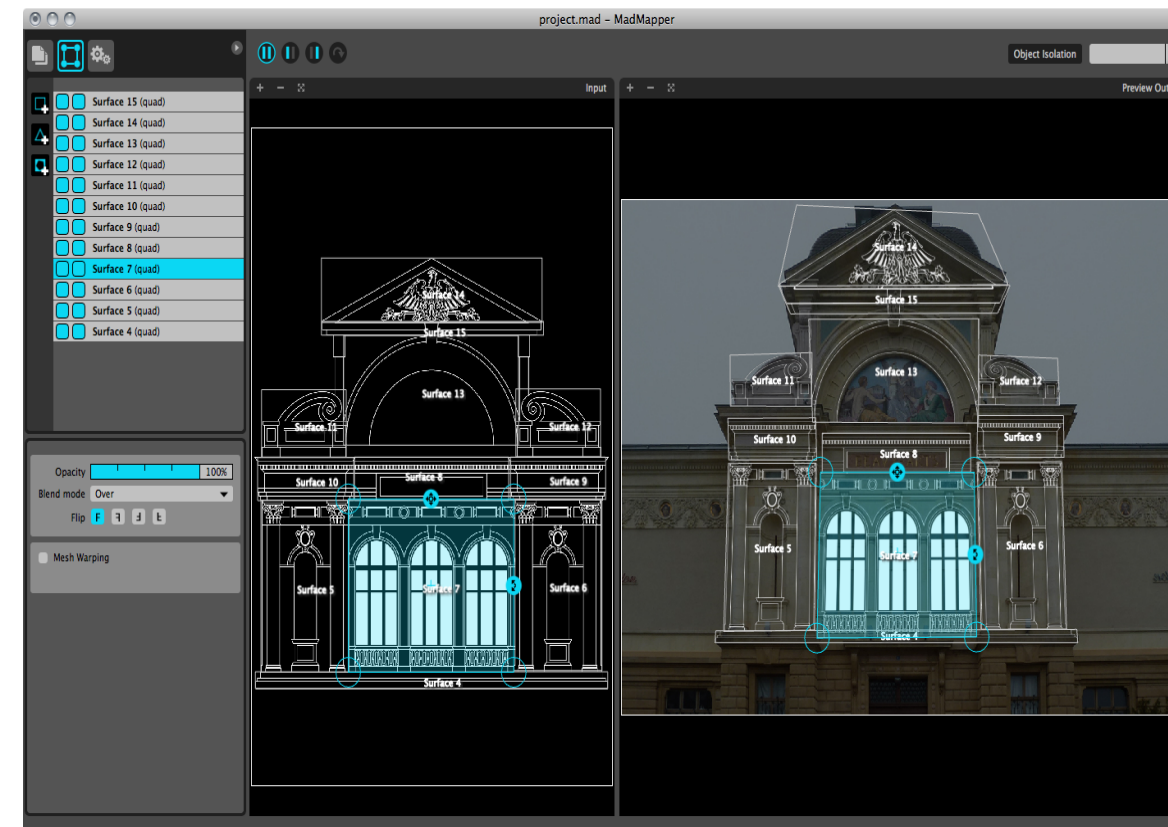 project.mad – MadMapper
Object Isolation
Input
Preview Out
Surface 15 (quad)
Surface 14 (quad)
Surface 13 (quad)
Surface 12 (quad)
Surface 11 (quad)
Surface 10 (quad)
Surface 9 (quad)
Surface 8 (quad)
Surface 7 (quad)
Surface 6 (quad)
Surface 5 (quad)
Surface 4 (quad)
Opacity 100%
Blend mode Over
Flip F F F F
Mesh Warping
Surface 14
Surface 15
Surface 13
Surface 11
Surface 12
Surface 8
Surface 10
Surface 9
Surface 5
Surface 7
Surface 6
Surface 4
Surface 14
Surface 15
Surface 13
Surface 11
Surface 12
Surface 10
Surface 9
Surface 8
Surface 5
Surface 7
Surface 6
Surface 4